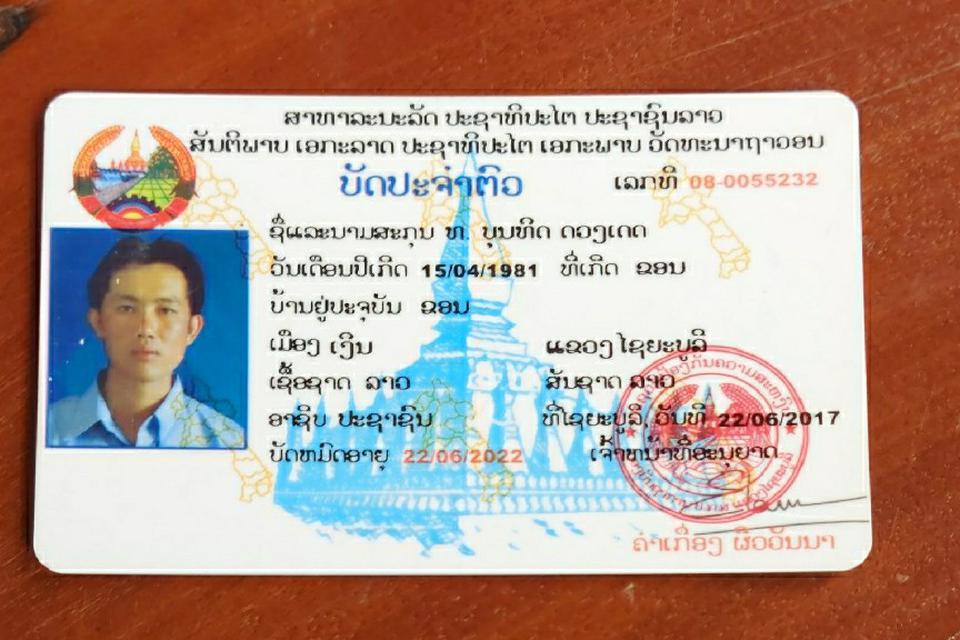 ສາທາລະນະລັດ ປະຊາທິປະໄຕ ປະຊາຊົນລາວ
ສັນຕິພາບ ເອກະລາດ ປະຊາທິປະໄຕ ເອກະພາບ ວັດທະນາຖາວອນ
ບັດປະຈຳຕົວ ເລກທີ 08-0055232
ຊື່ແລະນາມສະກຸນ ທ. ບຸນທິດ ດວງເດດ
ວັນເດືອນປີເກີດ 15/04/1981 ທີ່ເກີດ ຂອນ
ບ້ານຢູ່ປະຈຸບັນ ຂອນ
ເມືອງ ເງິນ ແຂວງ ໄຊຍະບູລີ
ເຊື້ອຊາດ ລາວ ສັນຊາດ ລາວ
ອາຊີບ ປະຊາຊົນ ທີ່ໄຊຍະບູລີ, ວັນທີ 22/06/2017
ບັດຫມົດອາຍຸ 22/06/2022 ເຈົ້າຫນ້າທີ່ອະນຸຍາດ
ຄຳເກື່ອງ ຜິວວັນນາ